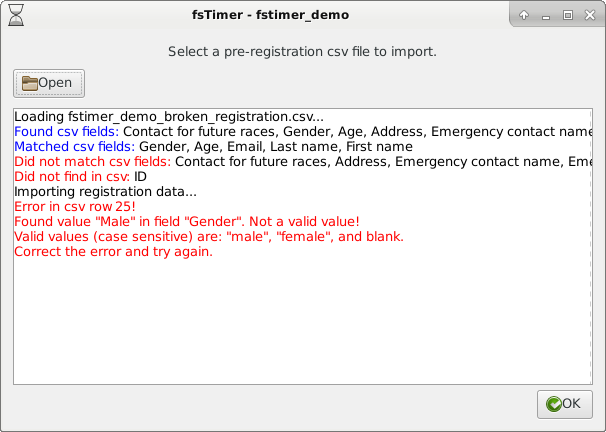 fsTimer - fstimer_demo
Select a pre-registration csv file to import.
Open
Loading fstimer_demo_broken_registration.csv...
Found csv fields: Contact for future races, Gender, Age, Address, Emergency contact name
Matched csv fields: Gender, Age, Email, Last name, First name
Did not match csv fields: Contact for future races, Address, Emergency contact name, Eme
Did not find in csv: ID
Importing registration data...
Error in csv row 25!
Found value "Male" in field "Gender". Not a valid value!
Valid values (case sensitive) are: "male", "female", and blank.
Correct the error and try again.
OK